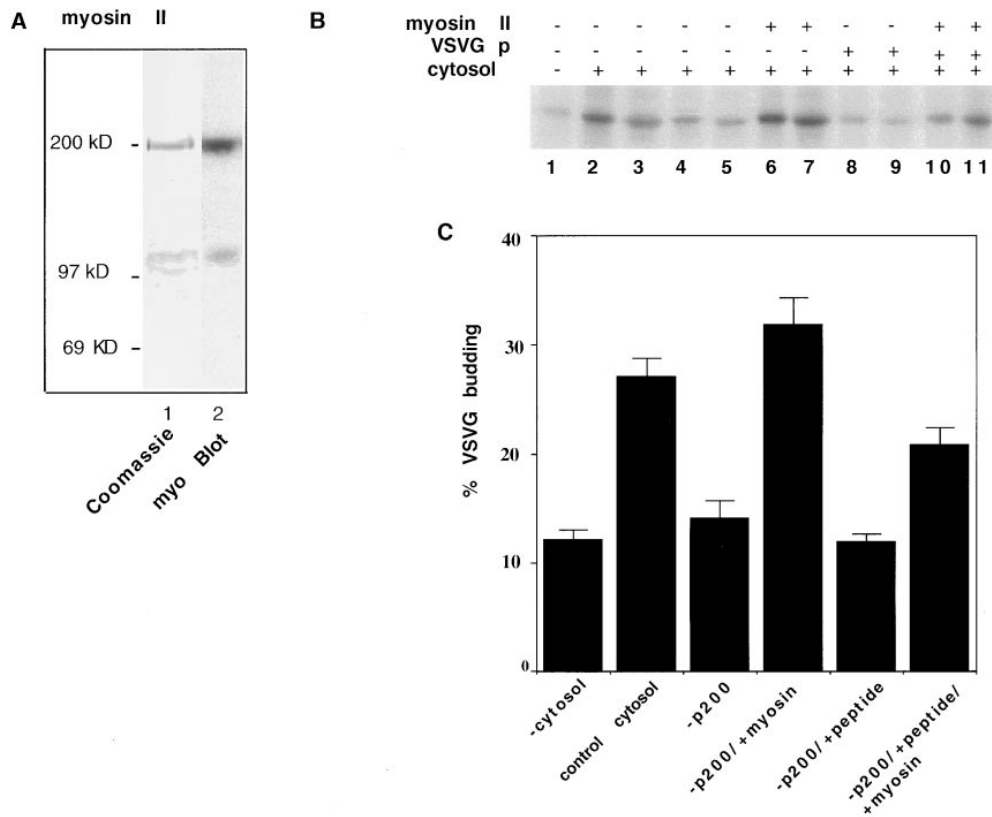 A
myosin II
200 kD -
97 kD -
69 KD -
1 2
Coomassie
myo Blot
B
myosin II - - - - - + + - - + +
VSVG p - - - - - - - + + + +
cytosol - + + + + + + + + + +
1 2 3 4 5 6 7 8 9 10 11
C
% VSVG budding
40
30
20
10
0
-cytosol
control cytosol
-p200
-p200/+myosin
-p200/+peptide
-p200/+peptide/
+myosin